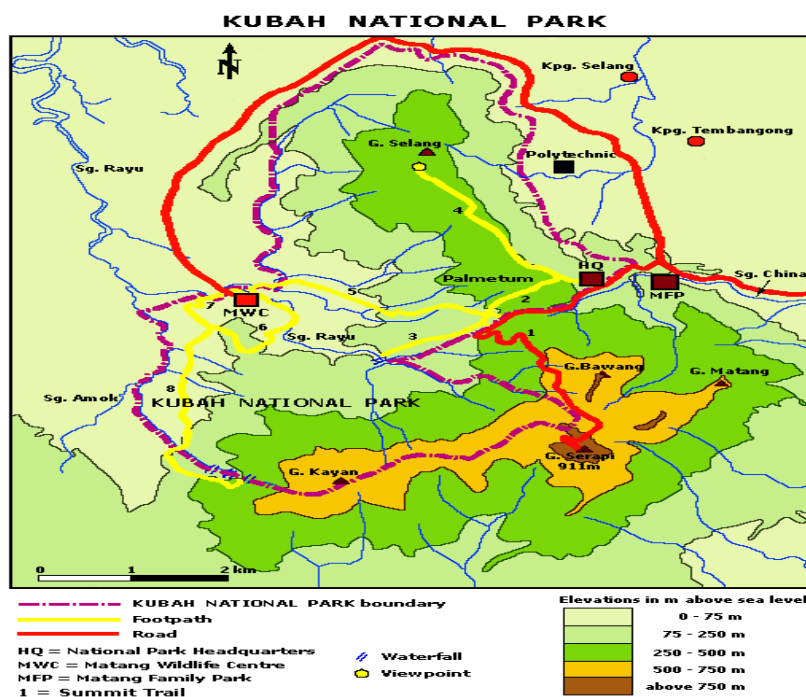 KUBAH NATIONAL PARK
N
Kpg. Selang
Kpg. Tembangong
G. Selang
Polytechnic
Sg. Rayu
4
HQ
Palmetum
MFP
Sg. China
5
2
7
MWC
6
Sg. Rayu
3
1
G.Bawang
G. Matang
8
Sg. Amok
KUBAH NATIONAL PARK
G. Kayan
G. Serapi
911m
0 1 2 km
KUBAH NATIONAL PARK boundary
Footpath
Road
HQ = National Park Headquarters
MWC = Matang Wildlife Centre
MFP = Matang Family Park
1 = Summit Trail
Waterfall
Viewpoint
Elevations in m above sea level
0 - 75 m
75 - 250 m
250 - 500 m
500 - 750 m
above 750 m